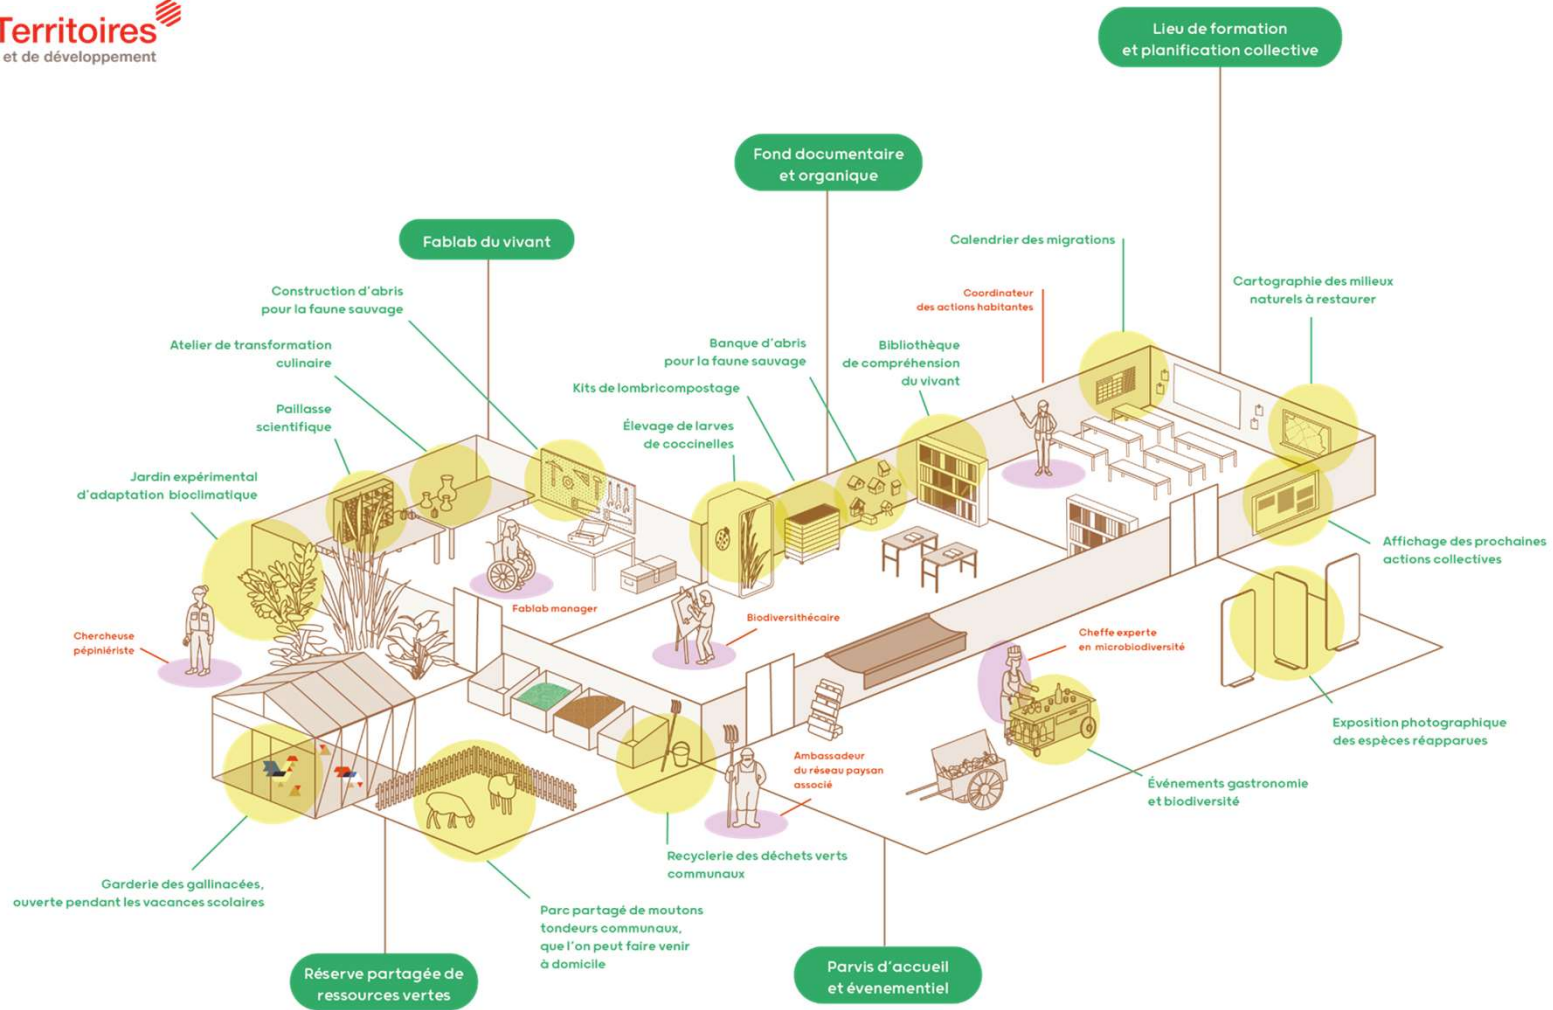 Territoires
et de développement
Lieu de formation
et planification collective
Fond documentaire
et organique
Fablab du vivant
Calendrier des migrations
Construction d'abris
pour la faune sauvage
Coordinateur
des actions habitantes
Cartographie des milieux
naturels à restaurer
Atelier de transformation
culinaire
Banque d'abris
pour la faune sauvage
Bibliothèque
de compréhension
du vivant
Kits de lombricompostage
Paillasse
scientifique
Élevage de larves
de coccinelles
Jardin expérimental
d'adaptation bioclimatique
Affichage des prochaines
actions collectives
Fablab manager
Biodiversithécaire
Chercheuse
pépiniériste
Cheffe experte
en microbiodiversité
Exposition photographique
des espèces réapparues
Ambassadeur
du réseau paysan
associé
Événements gastronomie
et biodiversité
Recyclerie des déchets verts
communaux
Garderie des gallinacées,
ouverte pendant les vacances scolaires
Parc partagé de moutons
tondeurs communaux,
que l'on peut faire venir
à domicile
Réserve partagée de
ressources vertes
Parvis d'accueil
et évenementiel